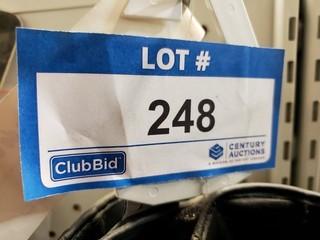 LOT #
248
ClubBid
CENTURY
AUCTIONS